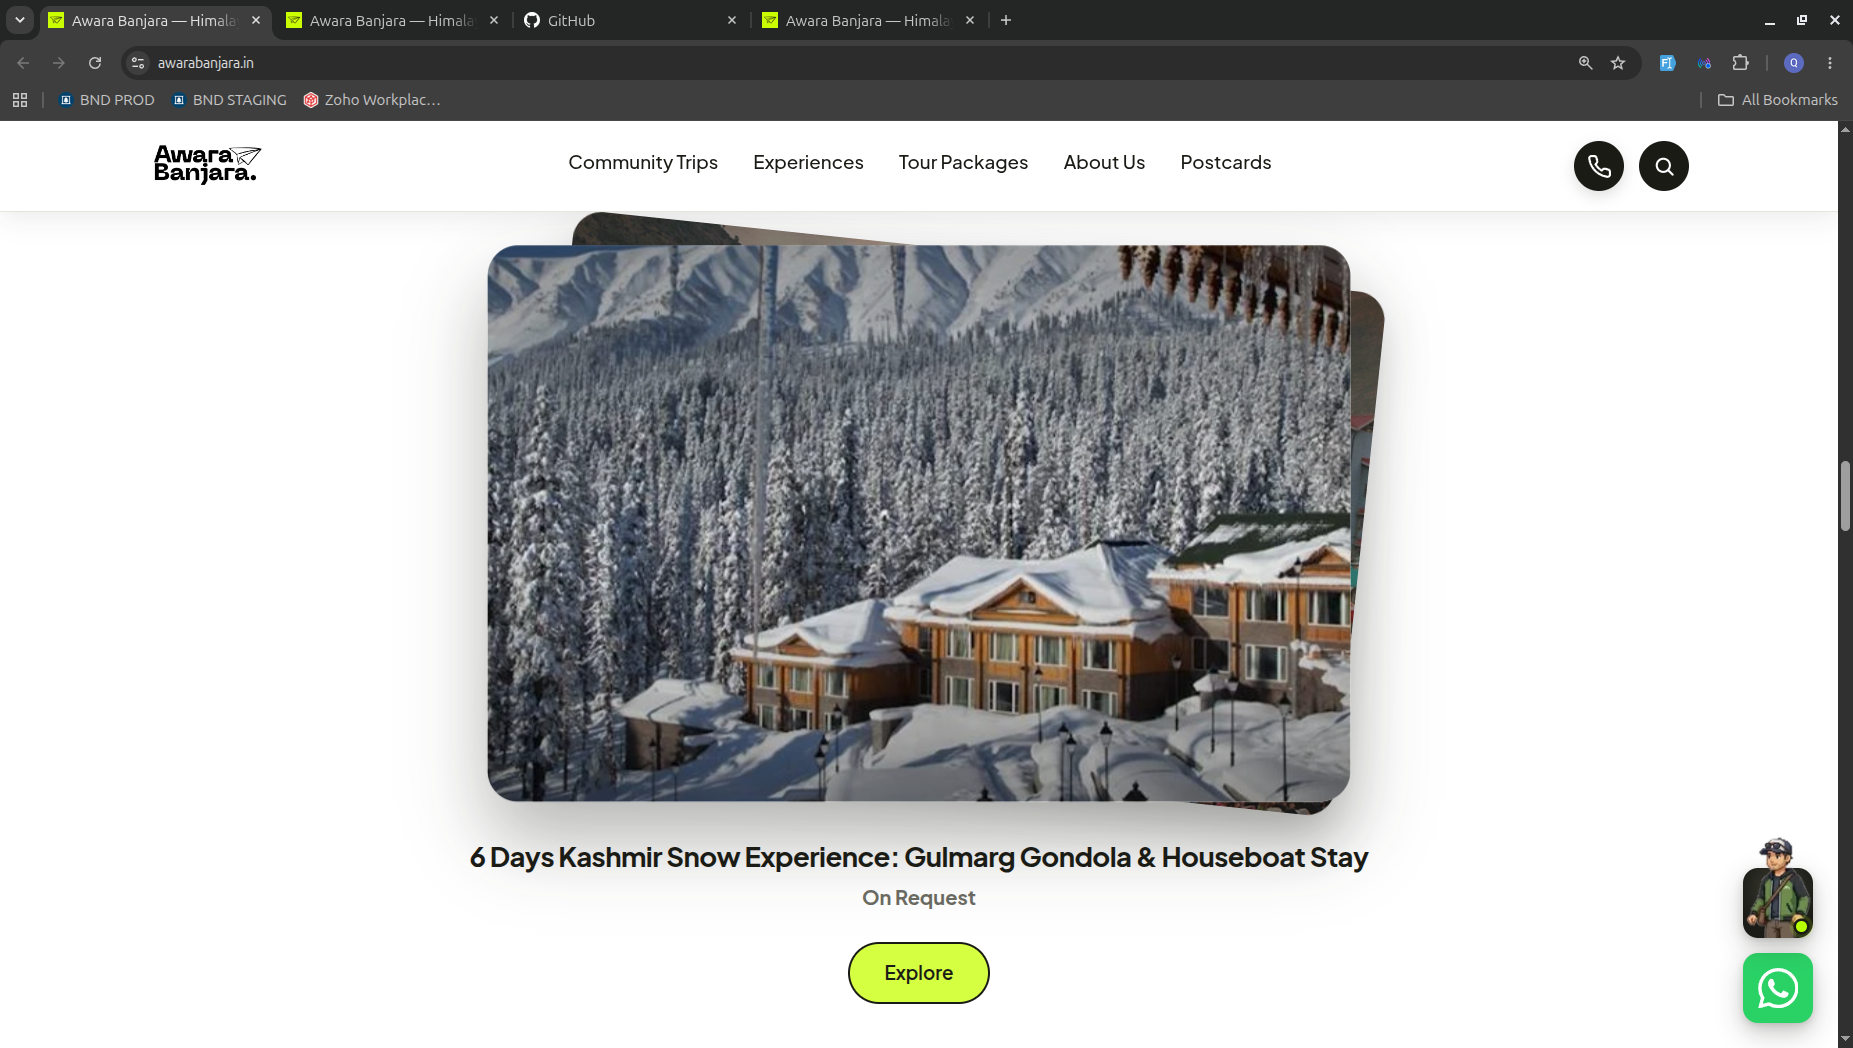 Awara Banjara — Himala
Awara Banjara — Himala
GitHub
Awara Banjara — Himala
awarabanjara.in
Q
BND PROD
BND STAGING
Zoho Workplac...
All Bookmarks
Awara
Banjara.
Community Trips
Experiences
Tour Packages
About Us
Postcards
6 Days Kashmir Snow Experience: Gulmarg Gondola & Houseboat Stay
On Request
Explore